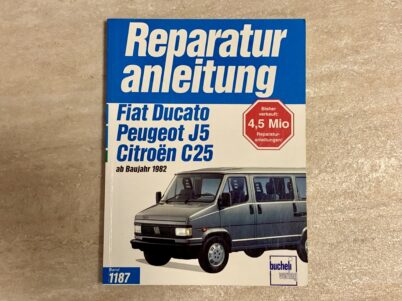 Reparatur
anleitung
Fiat Ducato
Peugeot J5
Citroën C25
ab Baujahr 1982
Bisher
verkauft:
4,5 Mio
Reparatur-
anleitungen!
Band
1187
bucheli
verlag